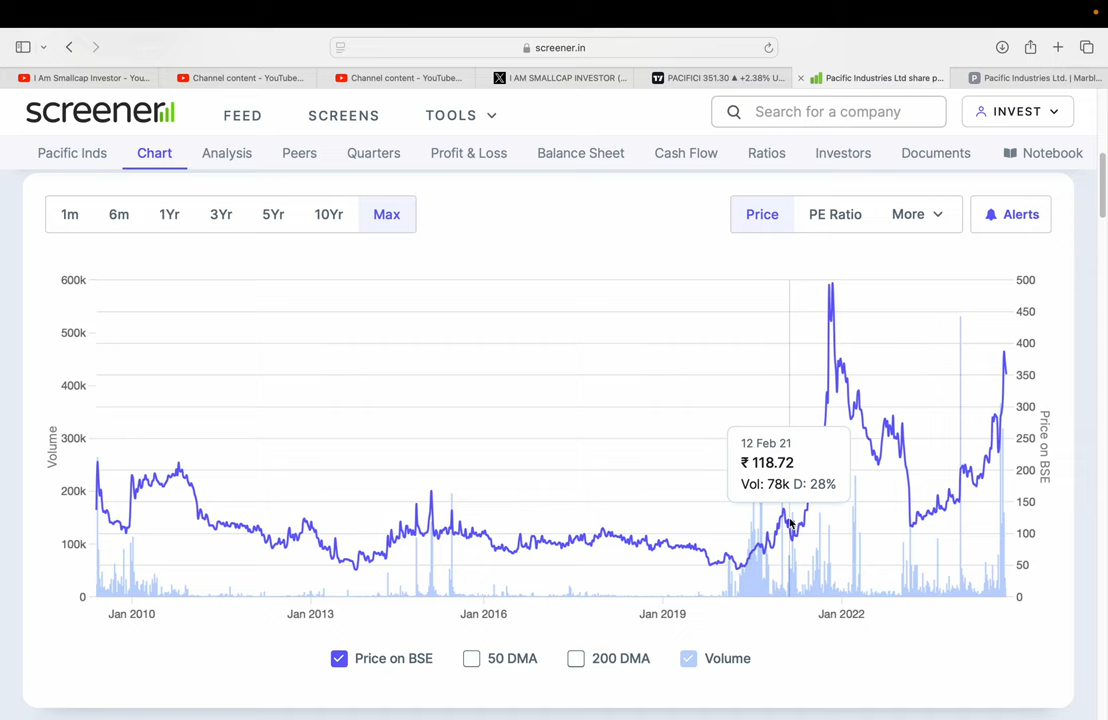 screener.in
I Am Smallcap Investor - You...
Channel content - YouTube...
Channel content - YouTube...
I AM SMALLCAP INVESTOR (...
PACIFICI 351.30 ▲ +2.38% U...
Pacific Industries Ltd share p...
Pacific Industries Ltd. | Marbl...
screener
FEED
SCREENS
TOOLS
Search for a company
INVEST
Pacific Inds
Chart
Analysis
Peers
Quarters
Profit & Loss
Balance Sheet
Cash Flow
Ratios
Investors
Documents
Notebook
1m
6m
1Yr
3Yr
5Yr
10Yr
Max
Price
PE Ratio
More
Alerts
600k
500k
400k
300k
200k
100k
0
Volume
500
450
400
350
300
250
200
150
100
50
0
Price on BSE
12 Feb 21
₹ 118.72
Vol: 78k D: 28%
Jan 2010
Jan 2013
Jan 2016
Jan 2019
Jan 2022
Price on BSE
50 DMA
200 DMA
Volume